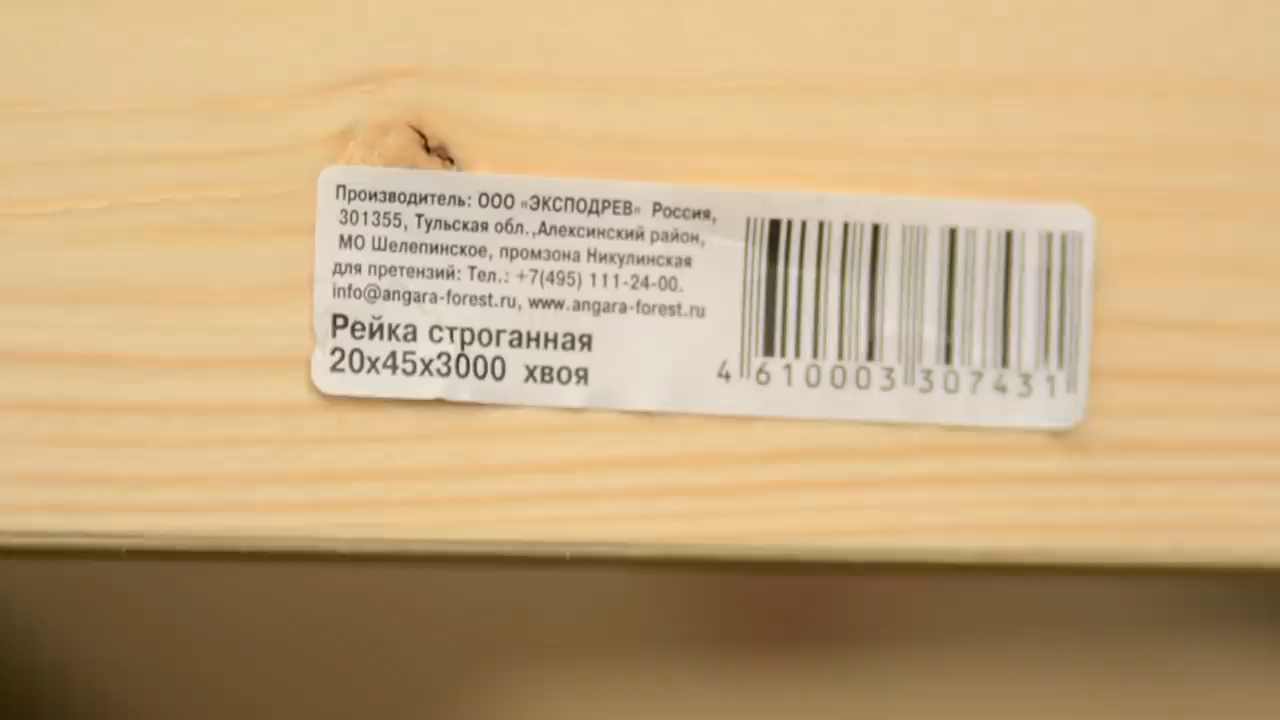 Производитель: ООО «ЭКСПОДРЕВ» Россия,
301355, Тульская обл.,Алексинский район,
МО Шелепинское, промзона Никулинская
для претензий: Тел.: +7(495) 111-24-00.
info@angara-forest.ru, www.angara-forest.ru
Рейка строганная
20х45х3000 хвоя
4 610003 307431